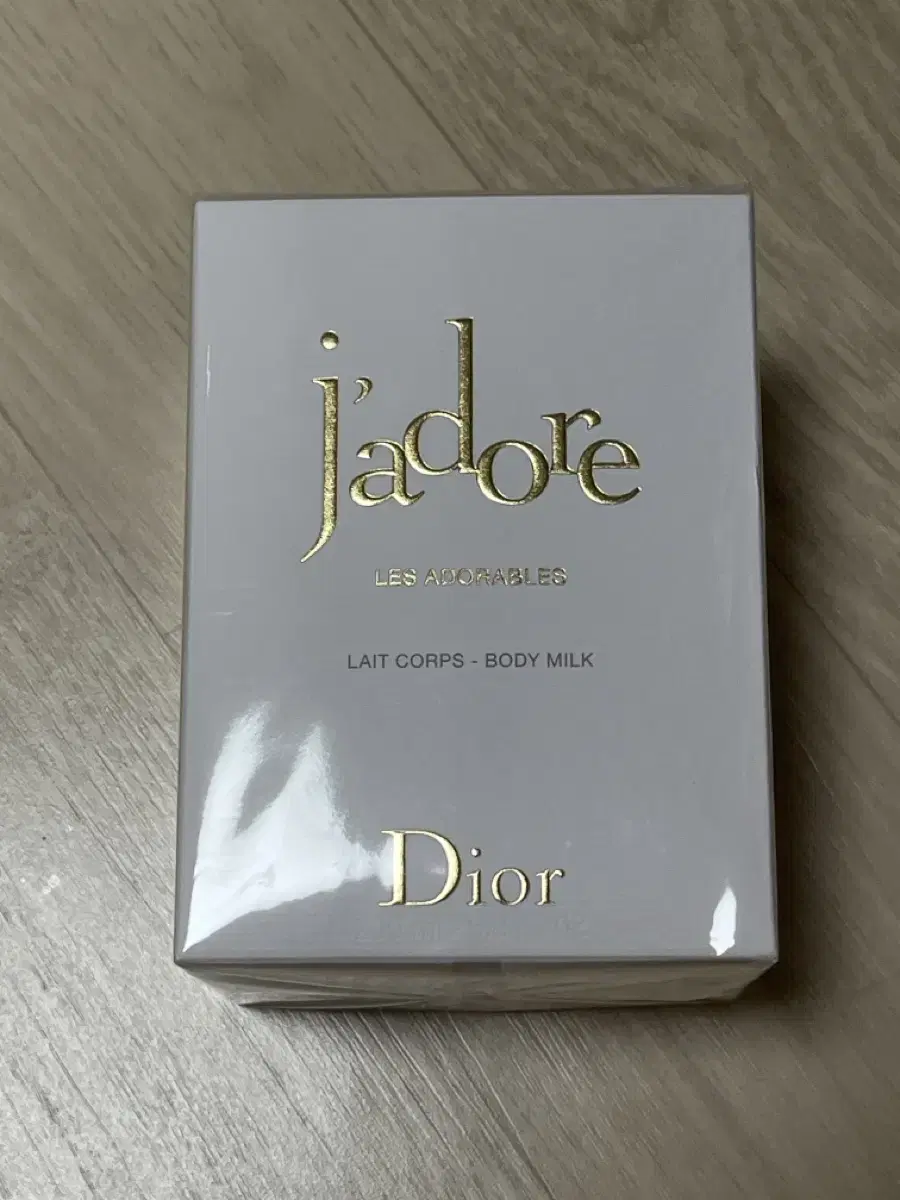 j'adore
LES ADORABLES
LAIT CORPS - BODY MILK
Dior